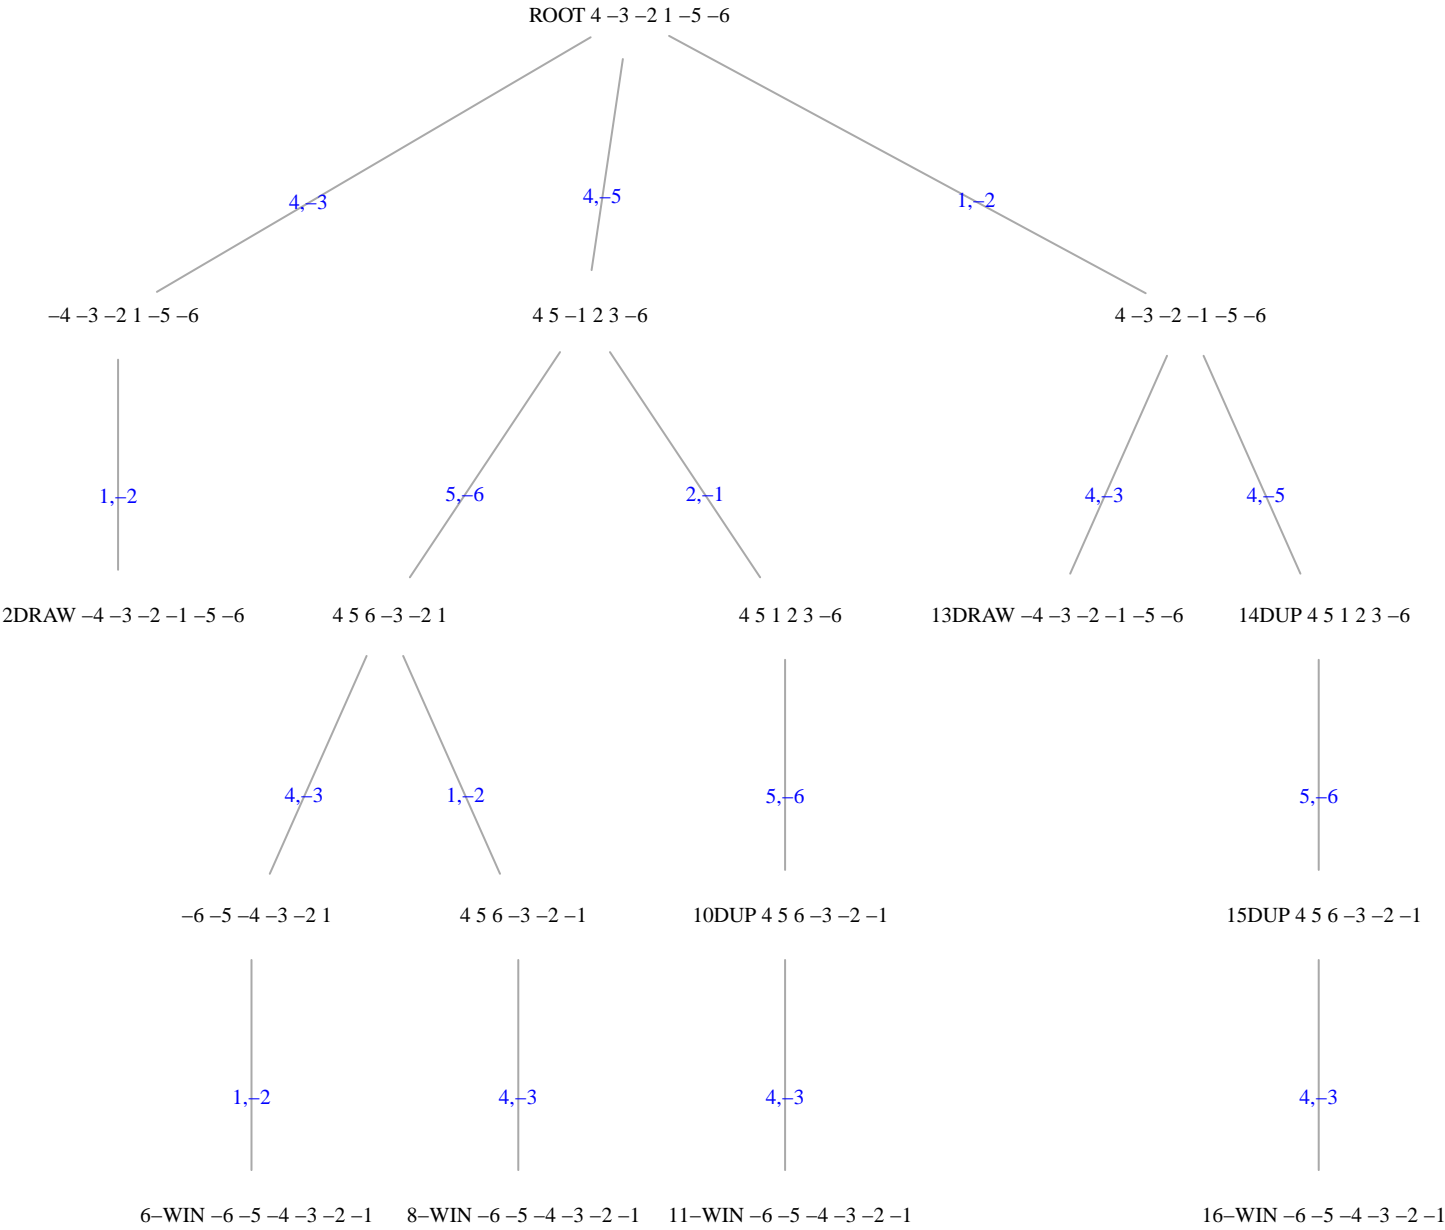 ROOT 4 –3 –2 1 –5 –6
4,–3
4,–5
1,–2
–4 –3 –2 1 –5 –6
4 5 –1 2 3 –6
4 –3 –2 –1 –5 –6
1,–2
5,–6
2,–1
4,–3
4,–5
2DRAW –4 –3 –2 –1 –5 –6
4 5 6 –3 –2 1
4 5 1 2 3 –6
13DRAW –4 –3 –2 –1 –5 –6
14DUP 4 5 1 2 3 –6
4,–3
1,–2
5,–6
5,–6
–6 –5 –4 –3 –2 1
4 5 6 –3 –2 –1
10DUP 4 5 6 –3 –2 –1
15DUP 4 5 6 –3 –2 –1
1,–2
4,–3
4,–3
4,–3
6–WIN –6 –5 –4 –3 –2 –1
8–WIN –6 –5 –4 –3 –2 –1
11–WIN –6 –5 –4 –3 –2 –1
16–WIN –6 –5 –4 –3 –2 –1